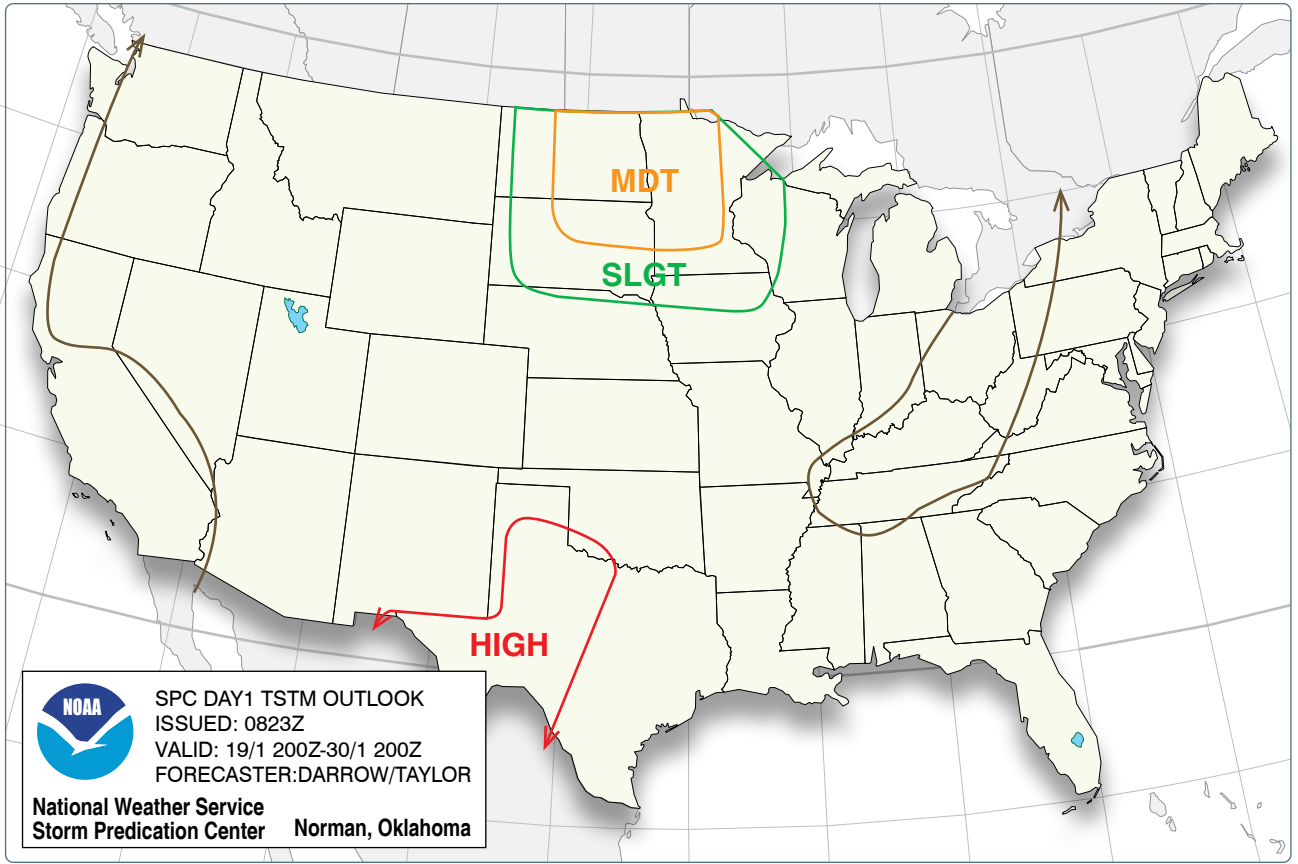 MDT
SLGT
HIGH
NOAA
SPC DAY1 TSTM OUTLOOK
ISSUED: 0823Z
VALID: 19/1 200Z-30/1 200Z
FORECASTER:DARROW/TAYLOR
National Weather Service
Storm Predication Center Norman, Oklahoma